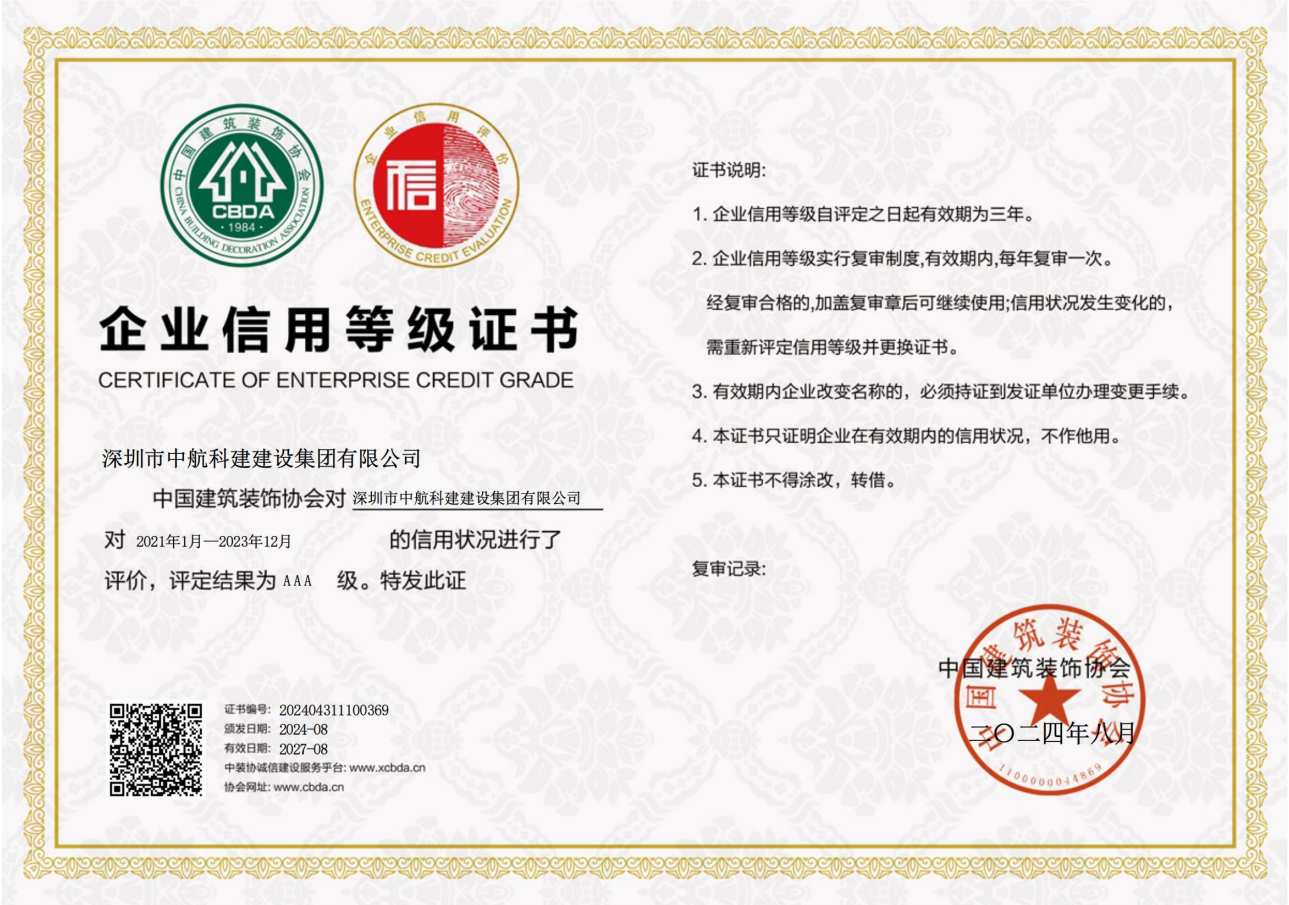 中国建筑装饰协会
CBDA
·1984·
CHINA BUILDING DECORATION ASSOCIATION
企业信用评价
信
ENTERPRISE CREDIT EVALUATION
企业信用等级证书
CERTIFICATE OF ENTERPRISE CREDIT GRADE
深圳市中航科建建设集团有限公司
中国建筑装饰协会对 深圳市中航科建建设集团有限公司
对 2021年1月—2023年12月 的信用状况进行了
评价，评定结果为 AAA 级。特发此证
证书编号: 202404311100369
颁发日期: 2024-08
有效日期: 2027-08
中装协诚信建设服务平台: www.xcbda.cn
协会网址: www.cbda.cn
证书说明:
1. 企业信用等级自评定之日起有效期为三年。
2. 企业信用等级实行复审制度,有效期内,每年复审一次。
经复审合格的,加盖复审章后可继续使用;信用状况发生变化的，
需重新评定信用等级并更换证书。
3. 有效期内企业改变名称的，必须持证到发证单位办理变更手续。
4. 本证书只证明企业在有效期内的信用状况，不作他用。
5. 本证书不得涂改，转借。
复审记录:
中国建筑装饰协会
中国建筑装饰协会
二〇二四年八月
1100000044869